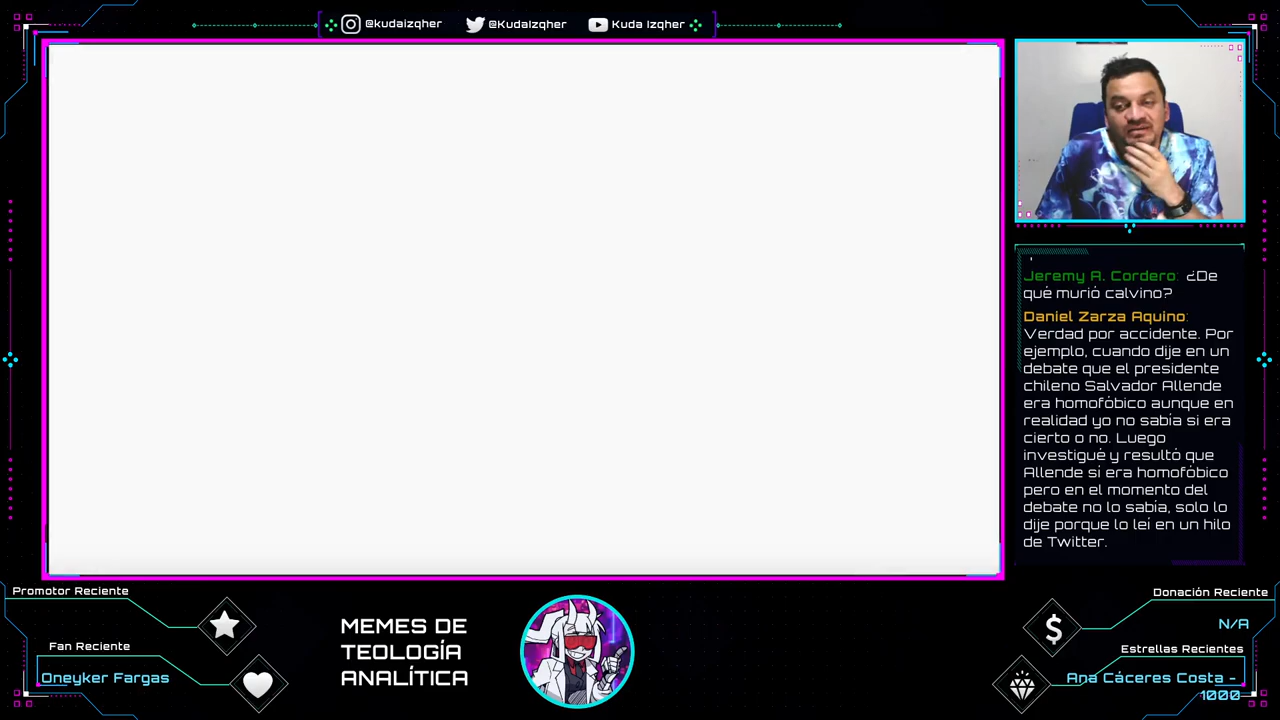 @kudaizqher
@Kudaizqher
Kuda Izqher
Jeremy A. Cordero: ¿De
qué murió calvino?
Daniel Zarza Aquino:
Verdad por accidente. Por
ejemplo, cuando dije en un
debate que el presidente
chileno Salvador Allende
era homofóbico aunque en
realidad yo no sabía si era
cierto o no. Luego
investigué y resultó que
Allende sí era homofóbico
pero en el momento del
debate no lo sabía, solo lo
dije porque lo leí en un hilo
de Twitter.
Promotor Reciente
Fan Reciente
Oneyker Fargas
MEMES DE
TEOLOGÍA
ANALÍTICA
Donación Reciente
N/A
Estrellas Recientes
Ana Cáceres Costa -
1000